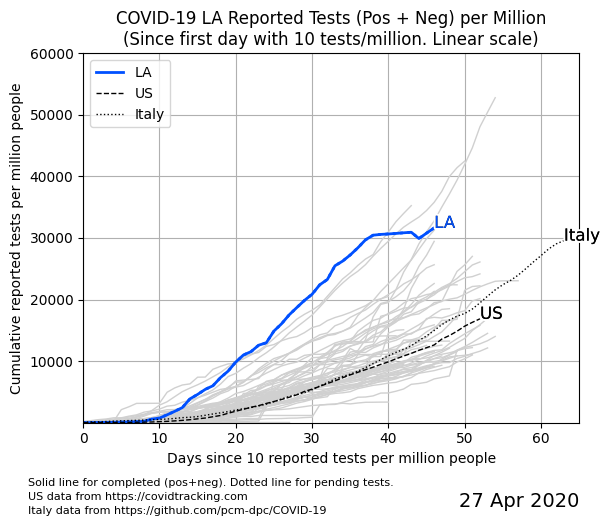 COVID-19 LA Reported Tests (Pos + Neg) per Million
(Since first day with 10 tests/million. Linear scale)
Cumulative reported tests per million people
60000
50000
40000
30000
20000
10000
LA
US
Italy
LA
Italy
US
0 10 20 30 40 50 60
Days since 10 reported tests per million people
Solid line for completed (pos+neg). Dotted line for pending tests.
US data from https://covidtracking.com
Italy data from https://github.com/pcm-dpc/COVID-19
27 Apr 2020